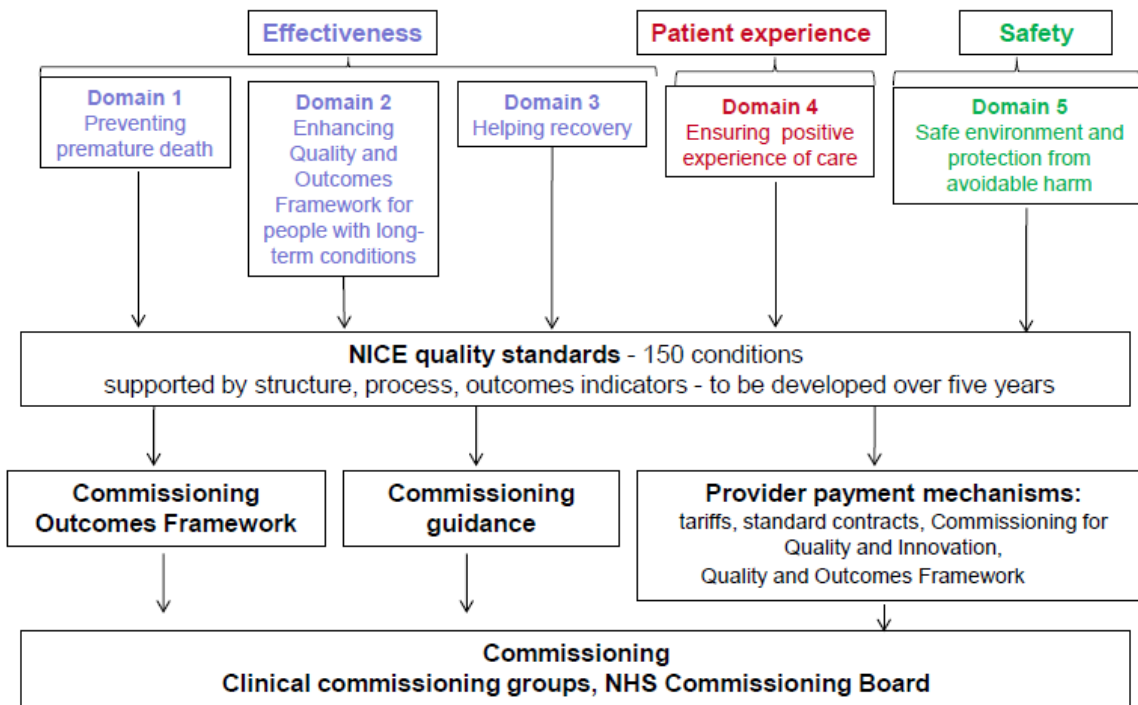 Effectiveness
Patient experience
Safety
Domain 1
Preventing
premature death
Domain 2
Enhancing
Quality and
Outcomes
Framework for
people with long-
term conditions
Domain 3
Helping recovery
Domain 4
Ensuring positive
experience of care
Domain 5
Safe environment and
protection from
avoidable harm
NICE quality standards - 150 conditions
supported by structure, process, outcomes indicators - to be developed over five years
Commissioning
Outcomes Framework
Commissioning
guidance
Provider payment mechanisms:
tariffs, standard contracts, Commissioning for
Quality and Innovation,
Quality and Outcomes Framework
Commissioning
Clinical commissioning groups, NHS Commissioning Board